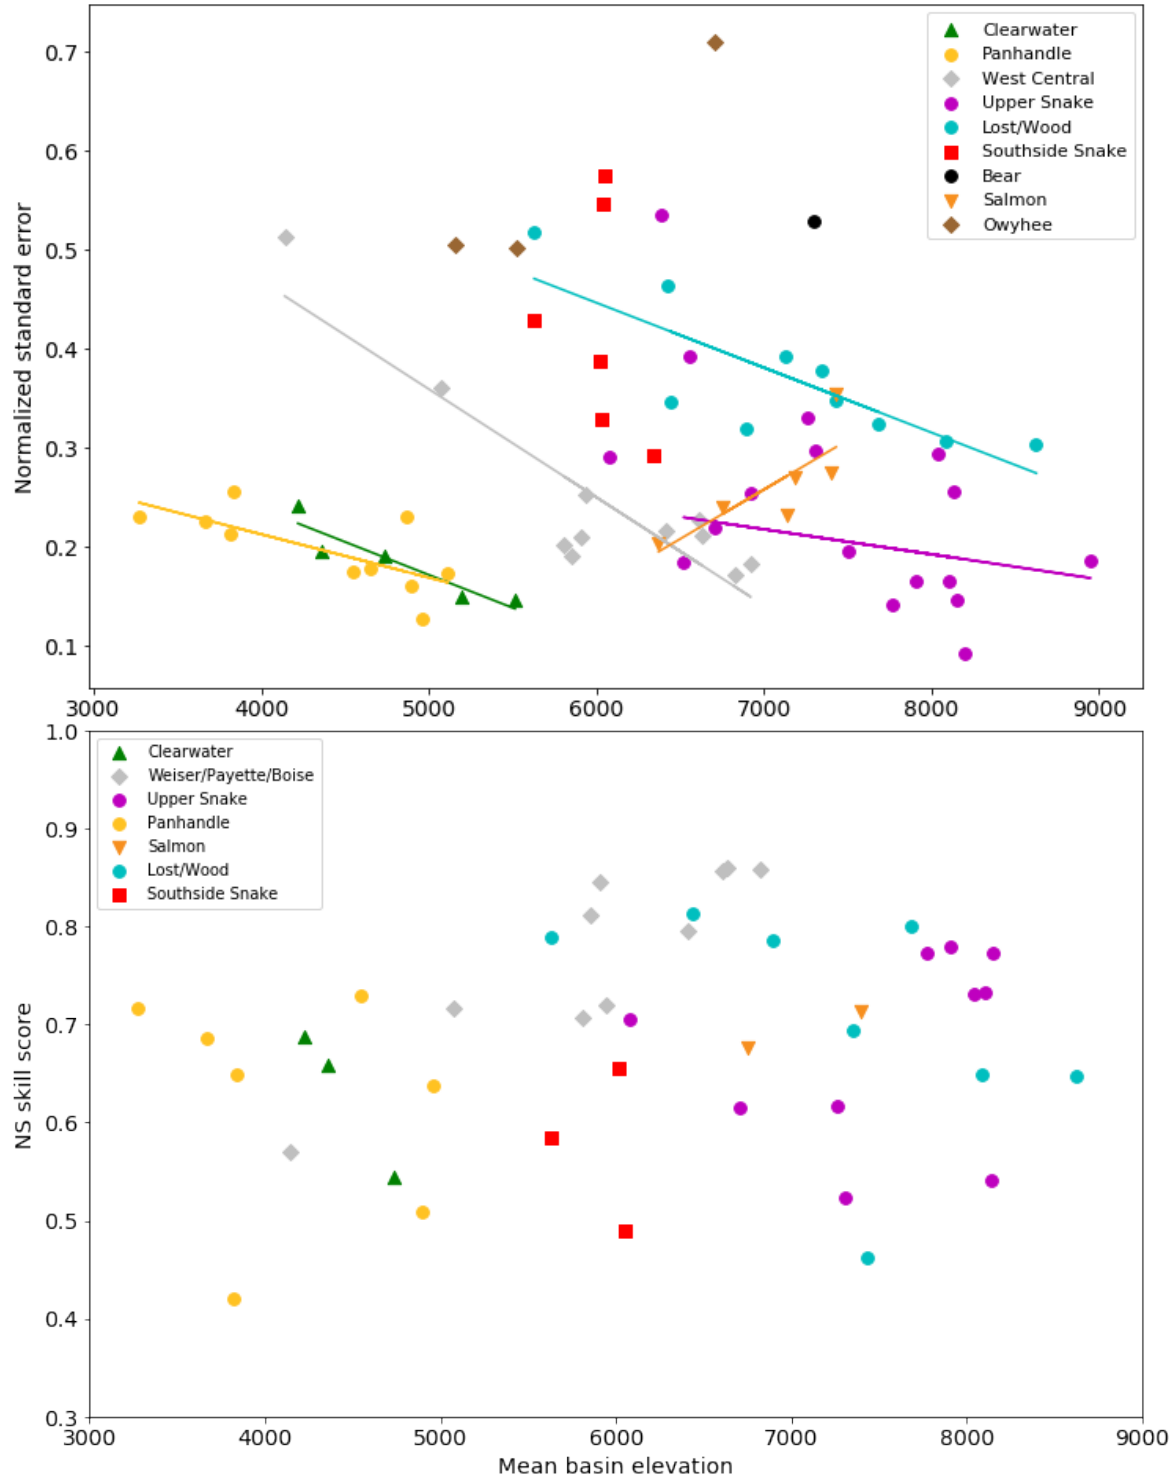 0.7
0.6
0.5
0.4
0.3
0.2
0.1
Normalized standard error
Clearwater
Panhandle
West Central
Upper Snake
Lost/Wood
Southside Snake
Bear
Salmon
Owyhee
3000 4000 5000 6000 7000 8000 9000
1.0
0.9
0.8
0.7
0.6
0.5
0.4
0.3
NS skill score
Clearwater
Weiser/Payette/Boise
Upper Snake
Panhandle
Salmon
Lost/Wood
Southside Snake
3000 4000 5000 6000 7000 8000 9000
Mean basin elevation